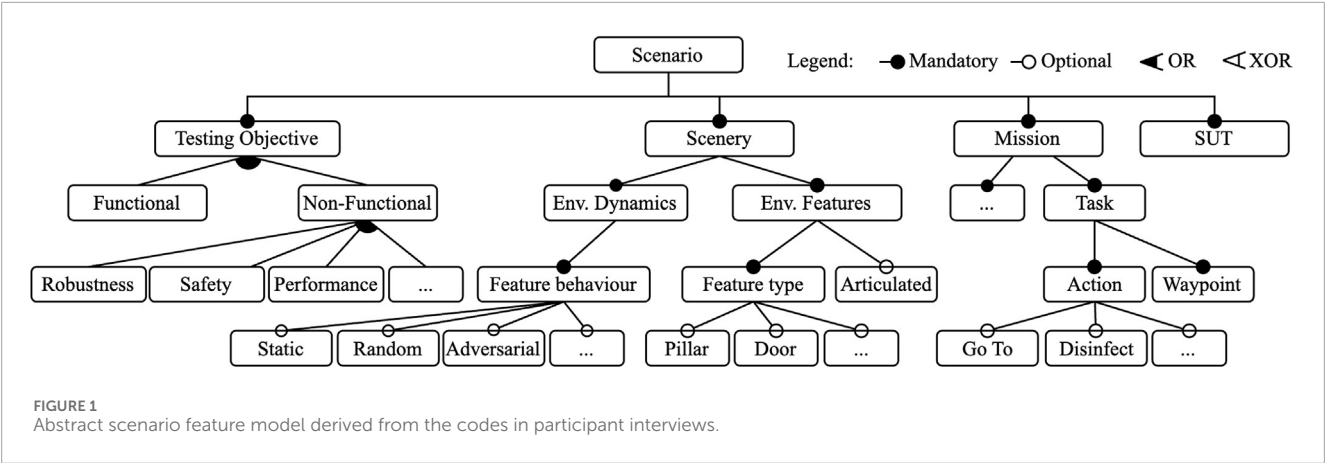 Scenario
Legend: Mandatory Optional OR XOR
Testing Objective Scenery Mission SUT
Functional Non-Functional Env. Dynamics Env. Features ... Task
Robustness Safety Performance ... Feature behaviour Feature type Articulated Action Waypoint
Static Random Adversarial ... Pillar Door ... Go To Disinfect ...
FIGURE 1
Abstract scenario feature model derived from the codes in participant interviews.